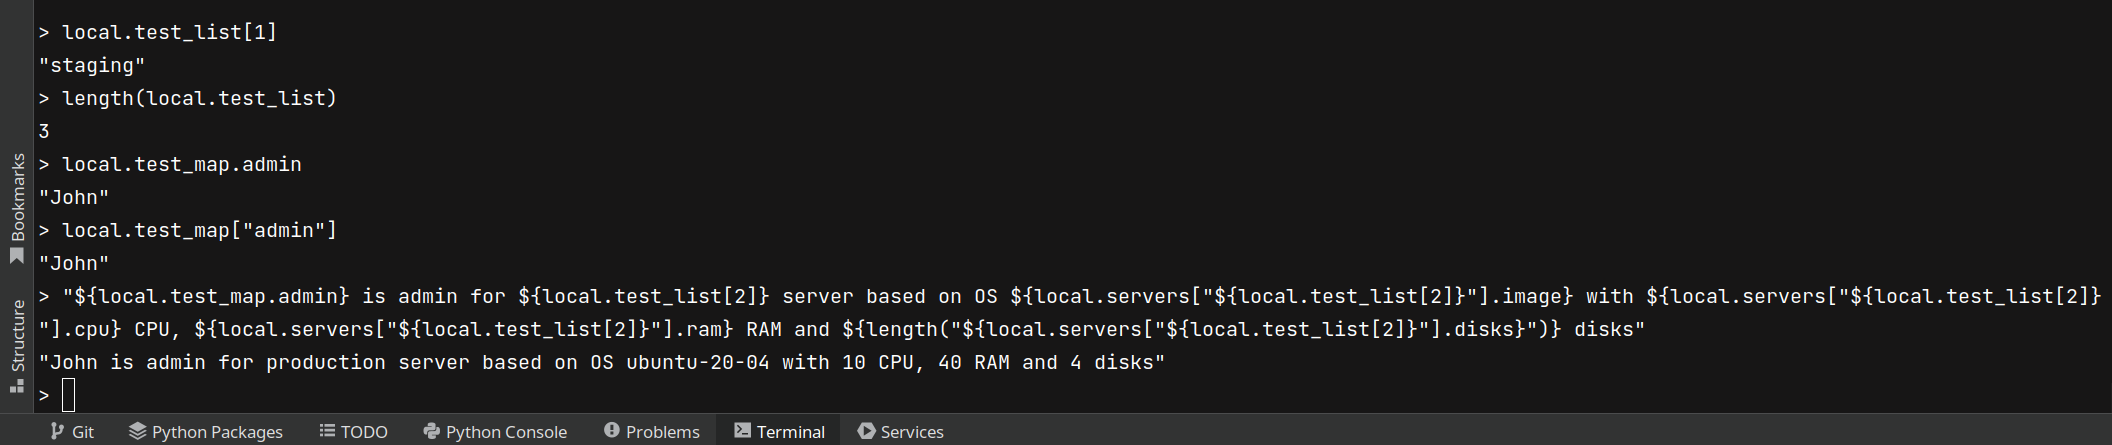 > local.test_list[1]
"staging"
> length(local.test_list)
3
> local.test_map.admin
"John"
> local.test_map["admin"]
"John"
> "${local.test_map.admin} is admin for ${local.test_list[2]} server based on OS ${local.servers["${local.test_list[2]}"].image} with ${local.servers["${local.test_list[2]}
"].cpu} CPU, ${local.servers["${local.test_list[2]}"].ram} RAM and ${length("${local.servers["${local.test_list[2]}"].disks}")} disks"
"John is admin for production server based on OS ubuntu-20-04 with 10 CPU, 40 RAM and 4 disks"
>
Bookmarks
Structure
Git Python Packages TODO Python Console Problems Terminal Services